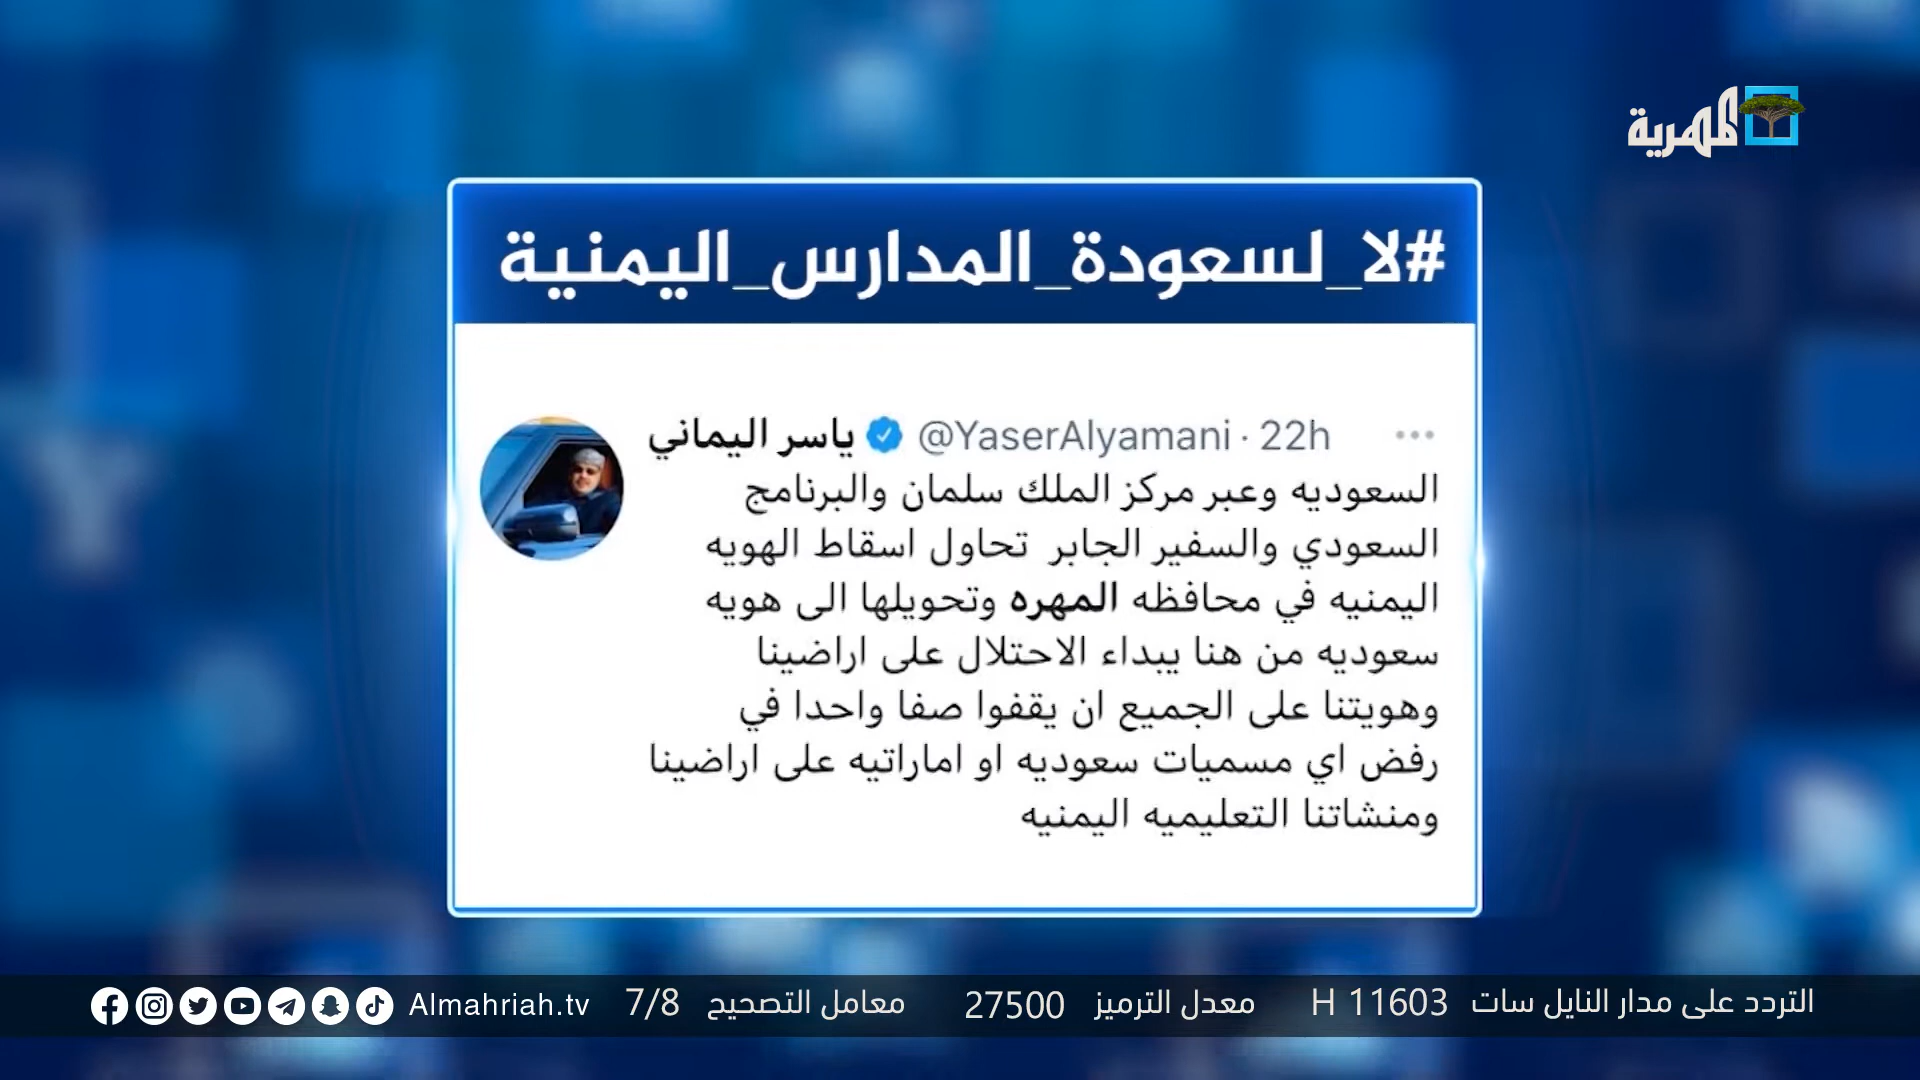 المهرية
#لا_لسعودة_المدارس_اليمنية
ياسر اليماني @YaserAlyamani · 22h
السعوديه وعبر مركز الملك سلمان والبرنامج
السعودي والسفير الجابر تحاول اسقاط الهويه
اليمنيه في محافظه المهره وتحويلها الى هويه
سعوديه من هنا يبداء الاحتلال على اراضينا
وهويتنا على الجميع ان يقفوا صفا واحدا في
رفض اي مسميات سعوديه او اماراتيه على اراضينا
ومنشاتنا التعليميه اليمنيه
التردد على مدار النايل سات 11603 H معدل الترميز 27500 معامل التصحيح 7/8 Almahriah.tv